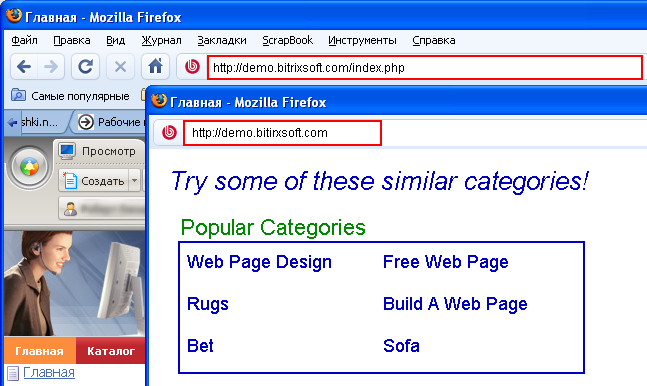 Главная - Mozilla Firefox
Файл Правка Вид Журнал Закладки ScrapBook Инструменты Справка
http://demo.bitrixsoft.com/index.php
Самые популярные
Главная - Mozilla Firefox
shki.n... Рабочие
http://demo.bitirxsoft.com
Просмотр
Создать
Try some of these similar categories!
Popular Categories
Web Page Design Free Web Page
Rugs Build A Web Page
Bet Sofa
Главная Каталог
Главная